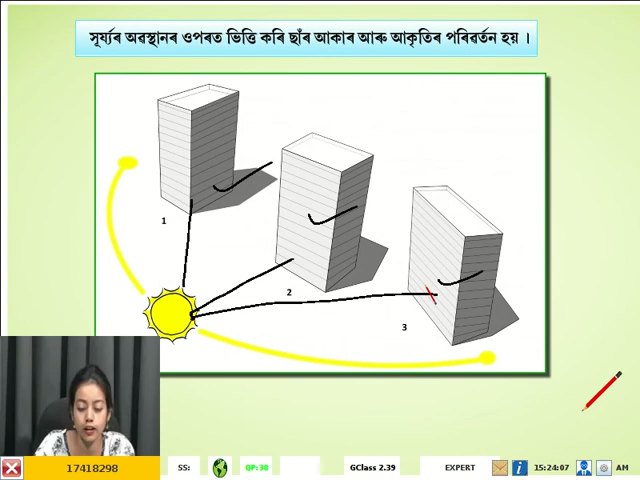 সূৰ্য্যৰ অৱস্থানৰ ওপৰত ভিত্তি কৰি ছাঁৰ আকাৰ আৰু আকৃতিৰ পৰিৱৰ্তন হয় ।
1
2
3
17418298
SS:
QP:38
GClass 2.39
EXPERT
15:24:07
AM